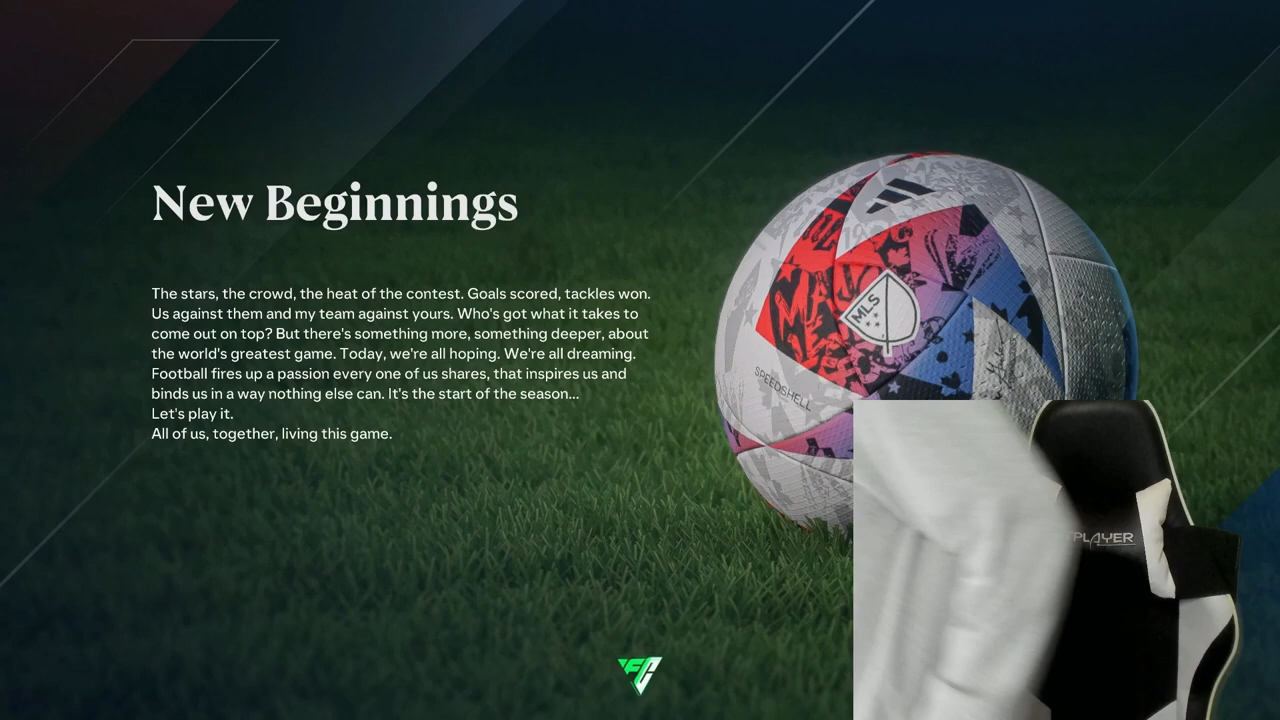 New Beginnings
The stars, the crowd, the heat of the contest. Goals scored, tackles won.
Us against them and my team against yours. Who's got what it takes to
come out on top? But there's something more, something deeper, about
the world's greatest game. Today, we're all hoping. We're all dreaming.
Football fires up a passion every one of us shares, that inspires us and
binds us in a way nothing else can. It's the start of the season...
Let's play it.
All of us, together, living this game.
MLS
SPEEDSHELL
PLAYER
FC